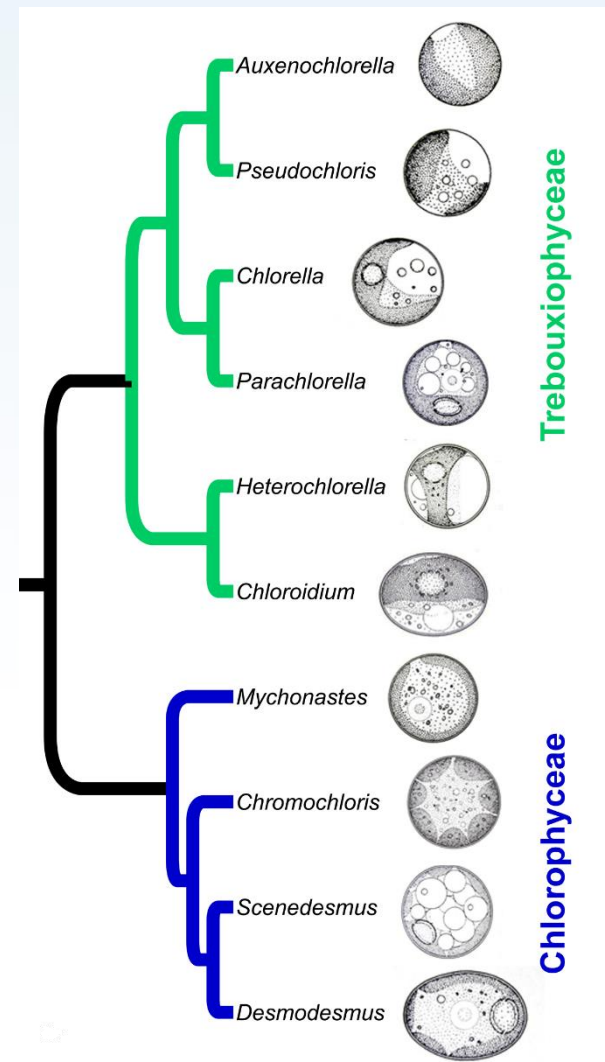 Auxenochlorella
Pseudochloris
Chlorella
Parachlorella
Heterochlorella
Chloroidium
Trebouxiophyceae
Mychonastes
Chromochloris
Scenedesmus
Desmodesmus
Chlorophyceae